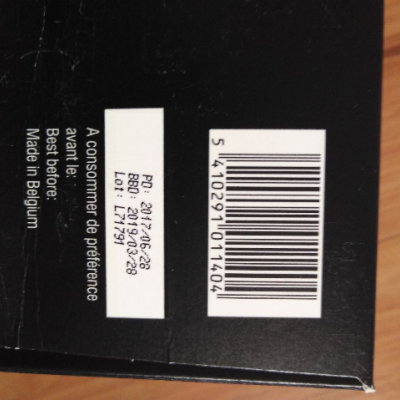 5 410291 011404
PD: 2017/06/28
BBD: 2019/03/28
Lot: L71791
A consommer de préférence
avant le:
Best before:
Made in Belgium